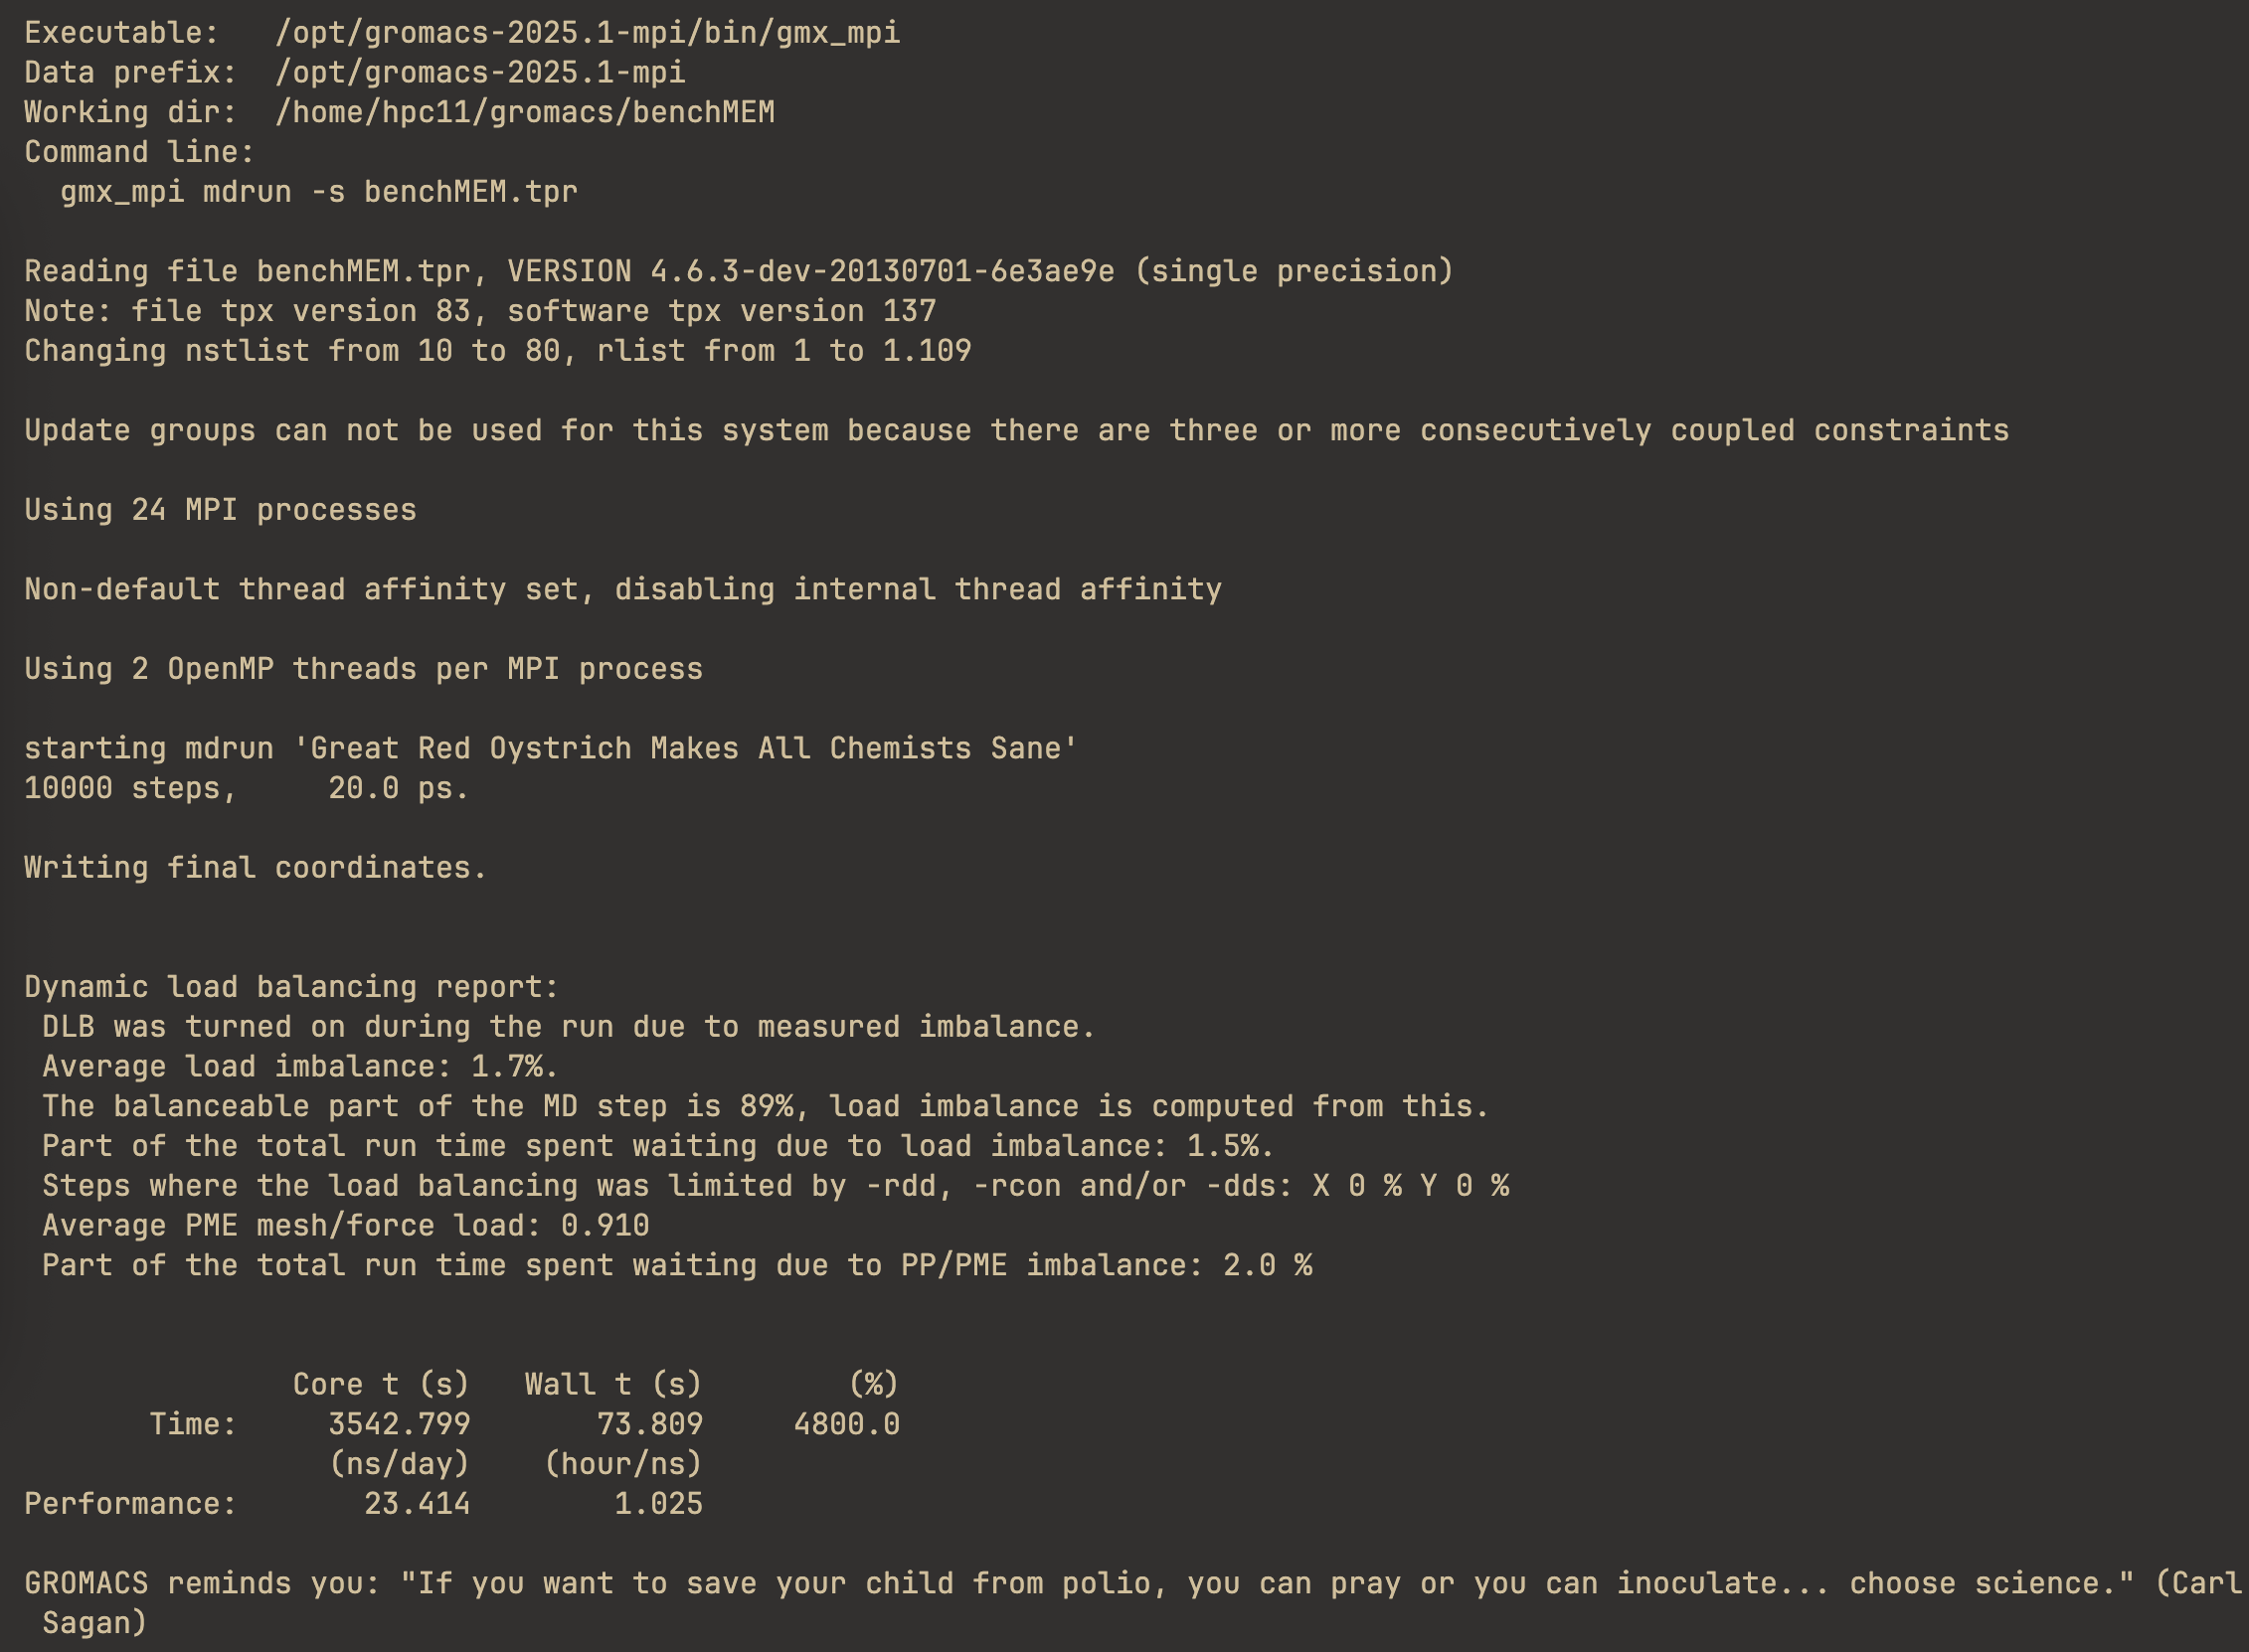 Executable:   /opt/gromacs-2025.1-mpi/bin/gmx_mpi
Data prefix:  /opt/gromacs-2025.1-mpi
Working dir:  /home/hpc11/gromacs/benchMEM
Command line:
  gmx_mpi mdrun -s benchMEM.tpr
Reading file benchMEM.tpr, VERSION 4.6.3-dev-20130701-6e3ae9e (single precision)
Note: file tpx version 83, software tpx version 137
Changing nstlist from 10 to 80, rlist from 1 to 1.109
Update groups can not be used for this system because there are three or more consecutively coupled constraints
Using 24 MPI processes
Non-default thread affinity set, disabling internal thread affinity
Using 2 OpenMP threads per MPI process
starting mdrun 'Great Red Oystrich Makes All Chemists Sane'
10000 steps,     20.0 ps.
Writing final coordinates.
Dynamic load balancing report:
 DLB was turned on during the run due to measured imbalance.
 Average load imbalance: 1.7%.
 The balanceable part of the MD step is 89%, load imbalance is computed from this.
 Part of the total run time spent waiting due to load imbalance: 1.5%.
 Steps where the load balancing was limited by -rdd, -rcon and/or -dds: X 0 % Y 0 %
 Average PME mesh/force load: 0.910
 Part of the total run time spent waiting due to PP/PME imbalance: 2.0 %
               Core t (s)   Wall t (s)        (%)
       Time:     3542.799       73.809     4800.0
                 (ns/day)    (hour/ns)
Performance:       23.414        1.025
GROMACS reminds you: "If you want to save your child from polio, you can pray or you can inoculate... choose science." (Carl
 Sagan)